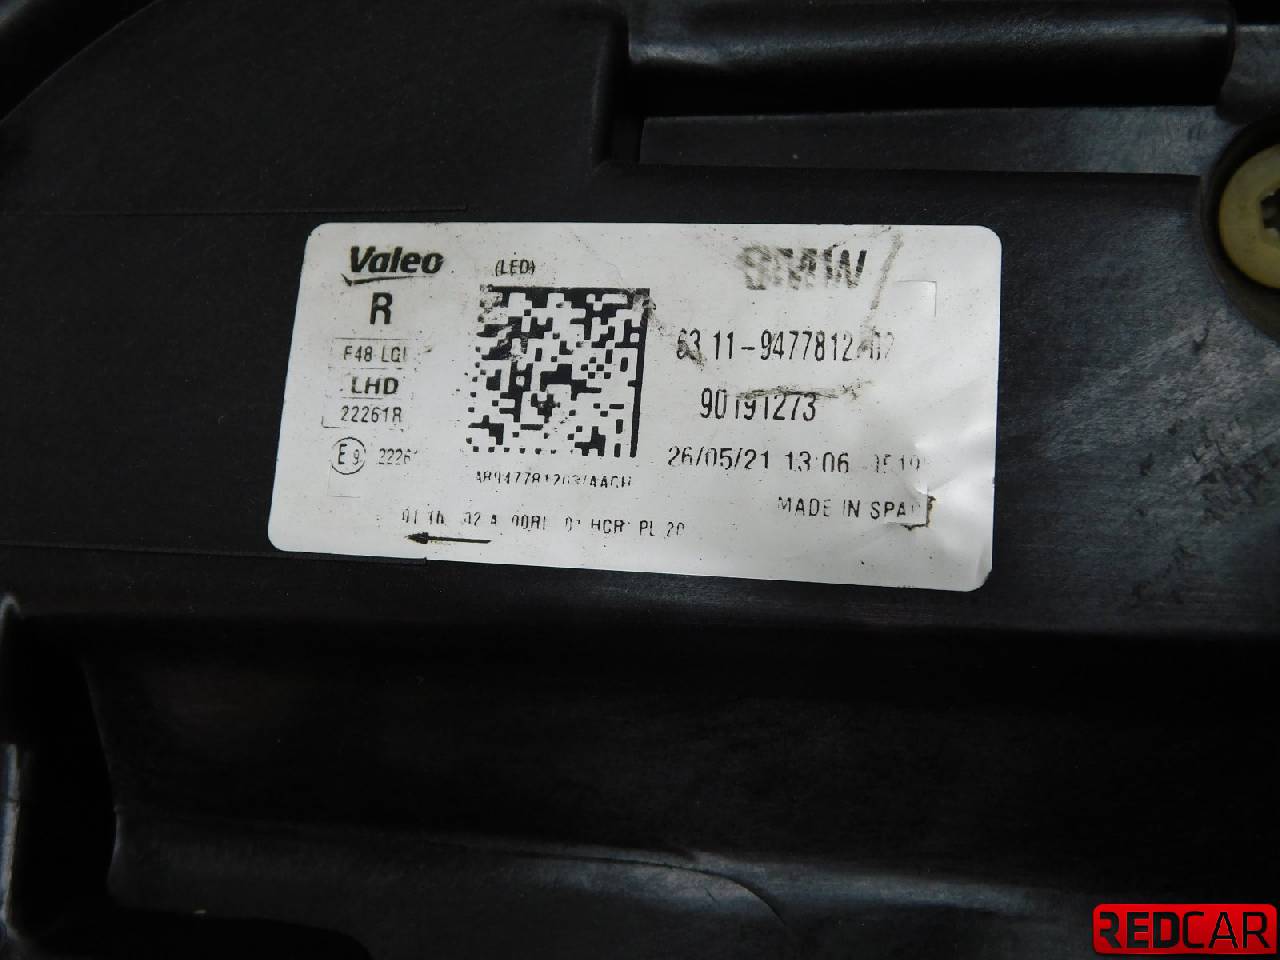 Valeo
(LED)
BMW
R
F48 LCI
LHD
22261R
E9
63 11-9477812-02
90191273
26/05/21 13:06
MADE IN SPAIN
REDCAR